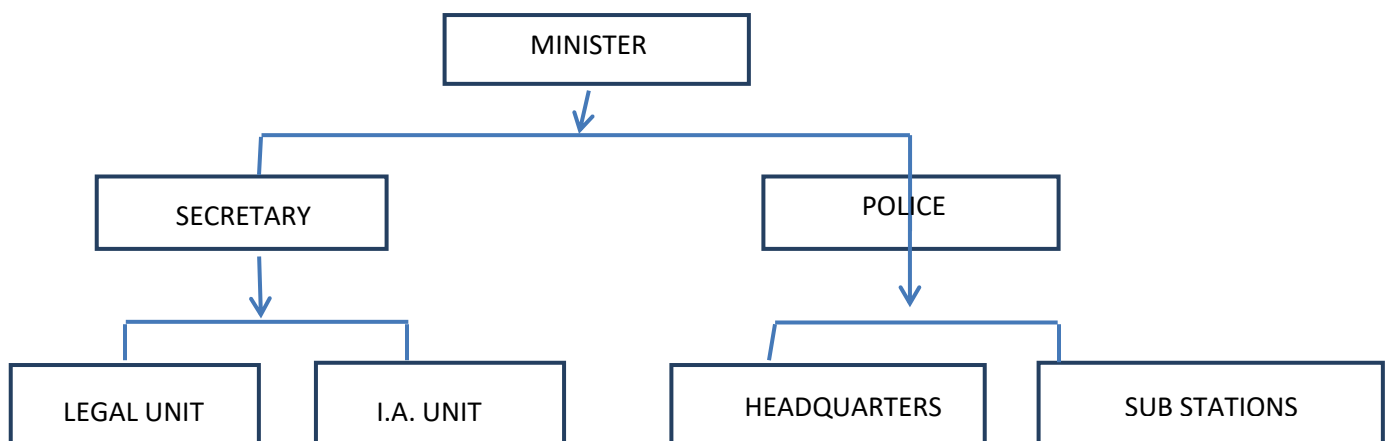 MINISTER
SECRETARY
POLICE
LEGAL UNIT
I.A. UNIT
HEADQUARTERS
SUB STATIONS